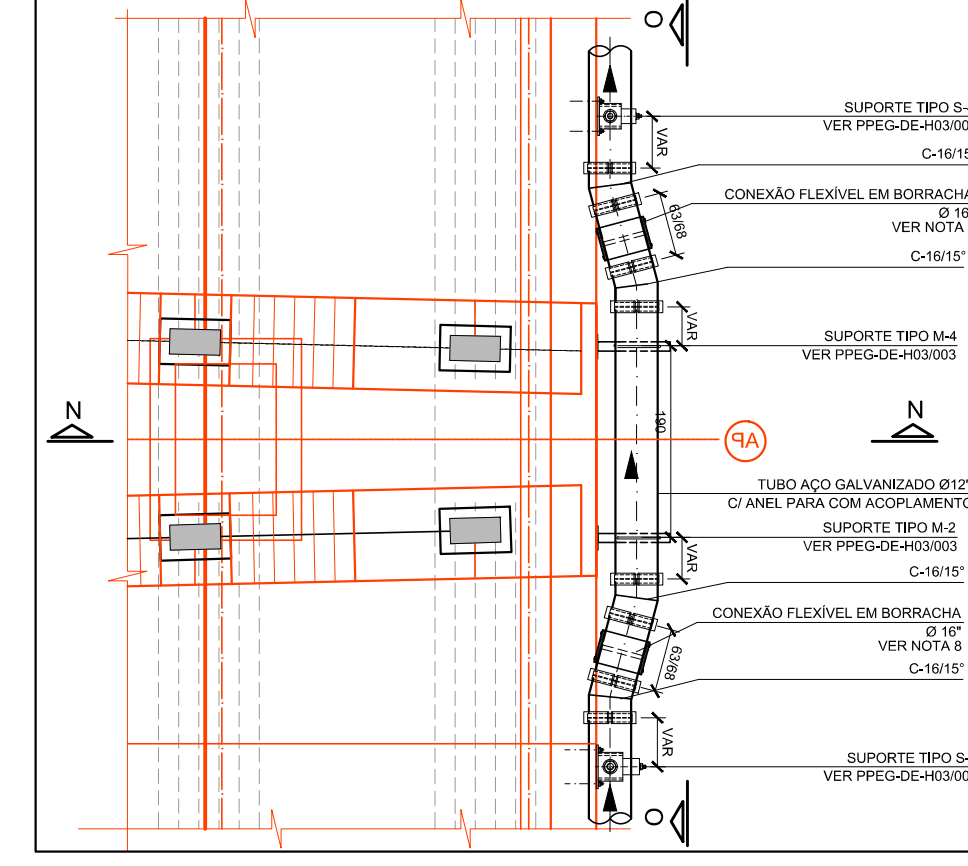 O
SUPORTE TIPO S-
VER PPEG-DE-H03/00
VAR
C-16/15
CONEXÃO FLEXÍVEL EM BORRACHA
Ø 16
VER NOTA
63/68
C-16/15°
VAR
SUPORTE TIPO M-4
VER PPEG-DE-H03/003
N
190
AP
N
TUBO AÇO GALVANIZADO Ø12"
C/ ANEL PARA COM ACOPLAMENTO
SUPORTE TIPO M-2
VER PPEG-DE-H03/003
VAR
C-16/15°
CONEXÃO FLEXÍVEL EM BORRACHA
Ø 16"
VER NOTA 8
63/68
C-16/15°
VAR
SUPORTE TIPO S-
VER PPEG-DE-H03/00
O